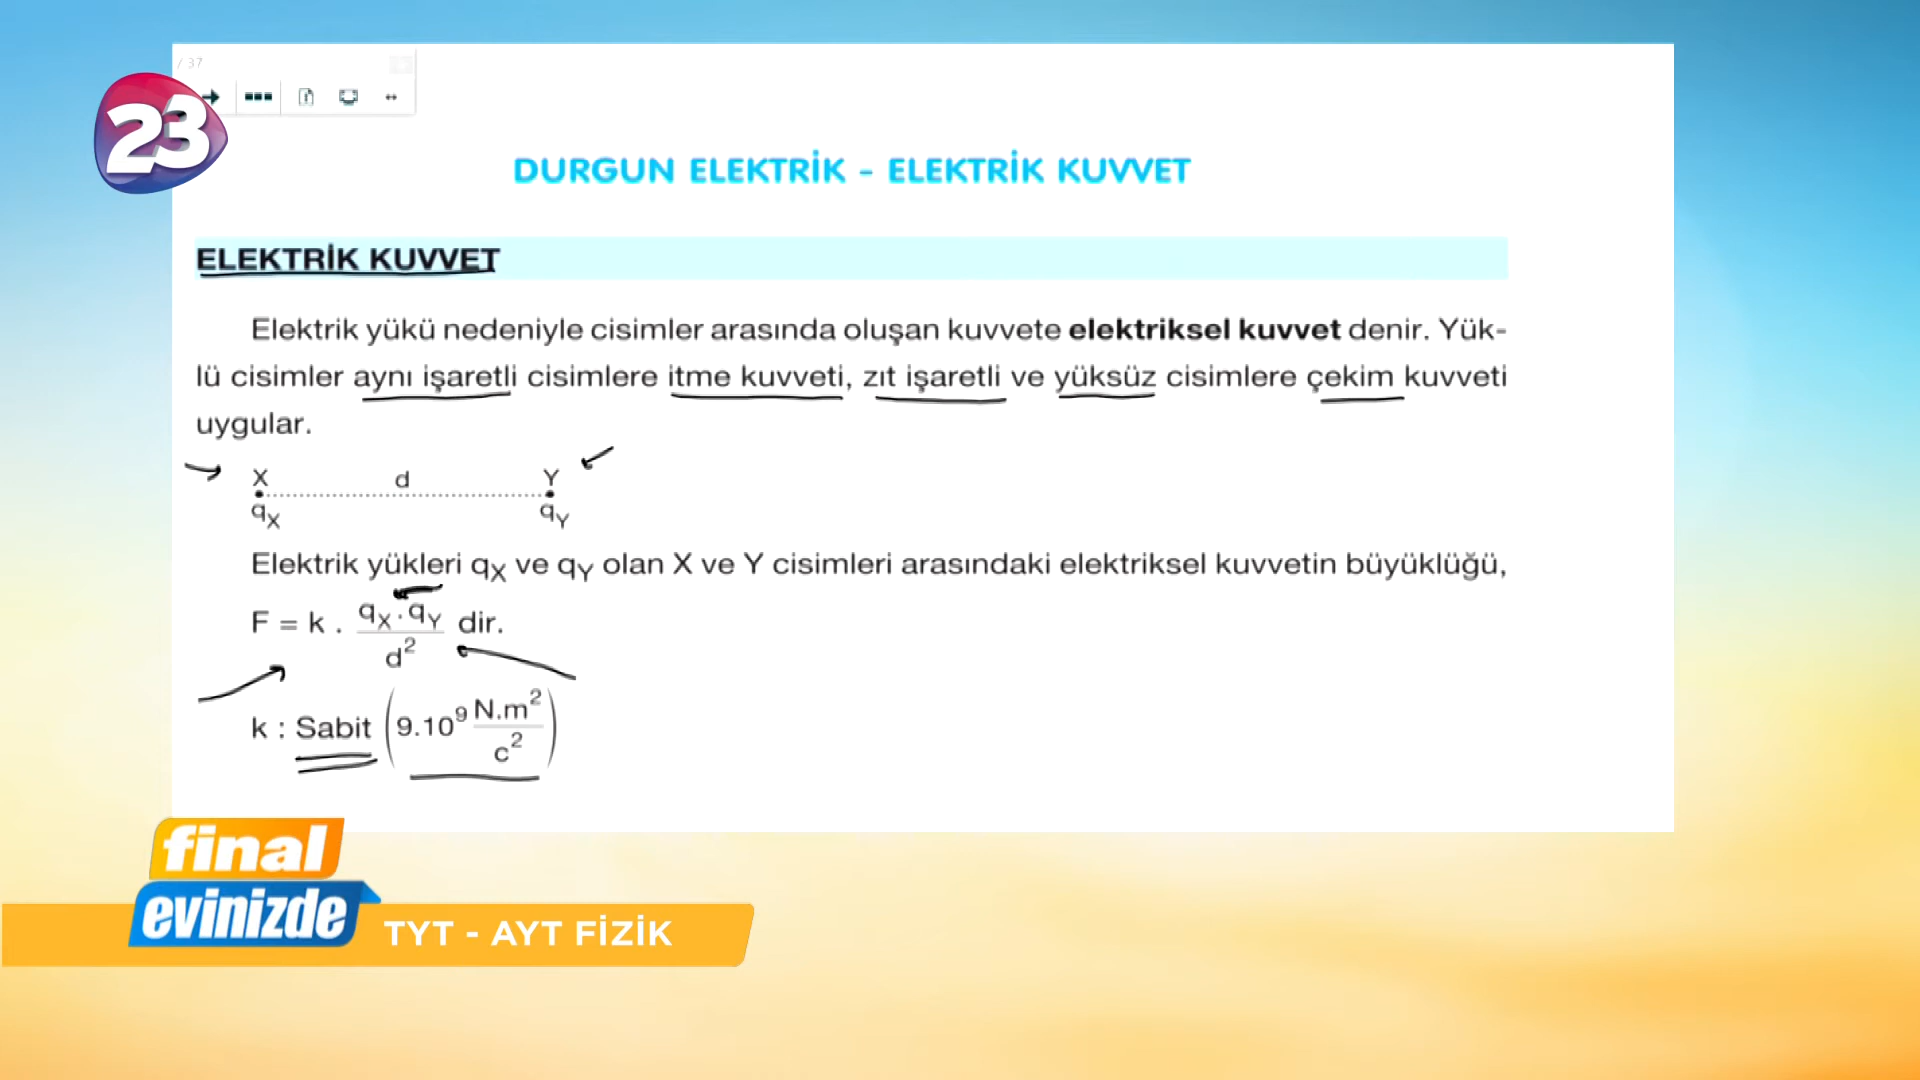 / 37
23
DURGUN ELEKTRİK - ELEKTRİK KUVVET
ELEKTRİK KUVVET
Elektrik yükü nedeniyle cisimler arasında oluşan kuvvete elektriksel kuvvet denir. Yük-
lü cisimler aynı işaretli cisimlere itme kuvveti, zıt işaretli ve yüksüz cisimlere çekim kuvveti
uygular.
X d Y
qX qY
Elektrik yükleri qX ve qY olan X ve Y cisimleri arasındaki elektriksel kuvvetin büyüklüğü,
F = k . qX . qY / d² dir.
k : Sabit (9.10⁹ N.m² / c²)
final
evinizde
TYT - AYT FİZİK